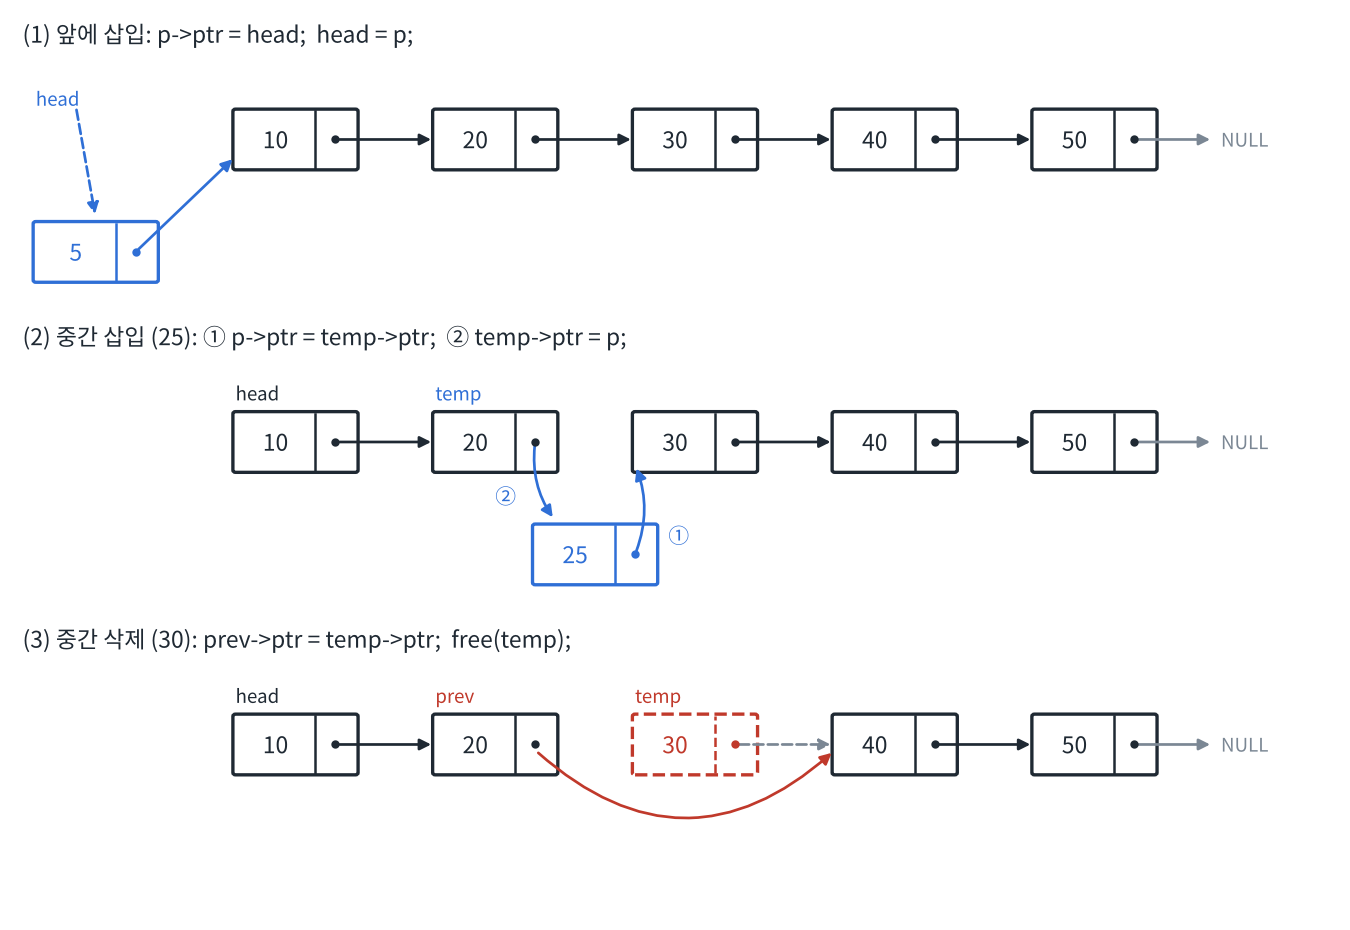 (1) 앞에 삽입: p->ptr = head;  head = p;
head
10 20 30 40 50 NULL
5
(2) 중간 삽입 (25): ① p->ptr = temp->ptr;  ② temp->ptr = p;
head temp
10 20 30 40 50 NULL
② ①
25
(3) 중간 삭제 (30): prev->ptr = temp->ptr;  free(temp);
head prev temp
10 20 30 40 50 NULL